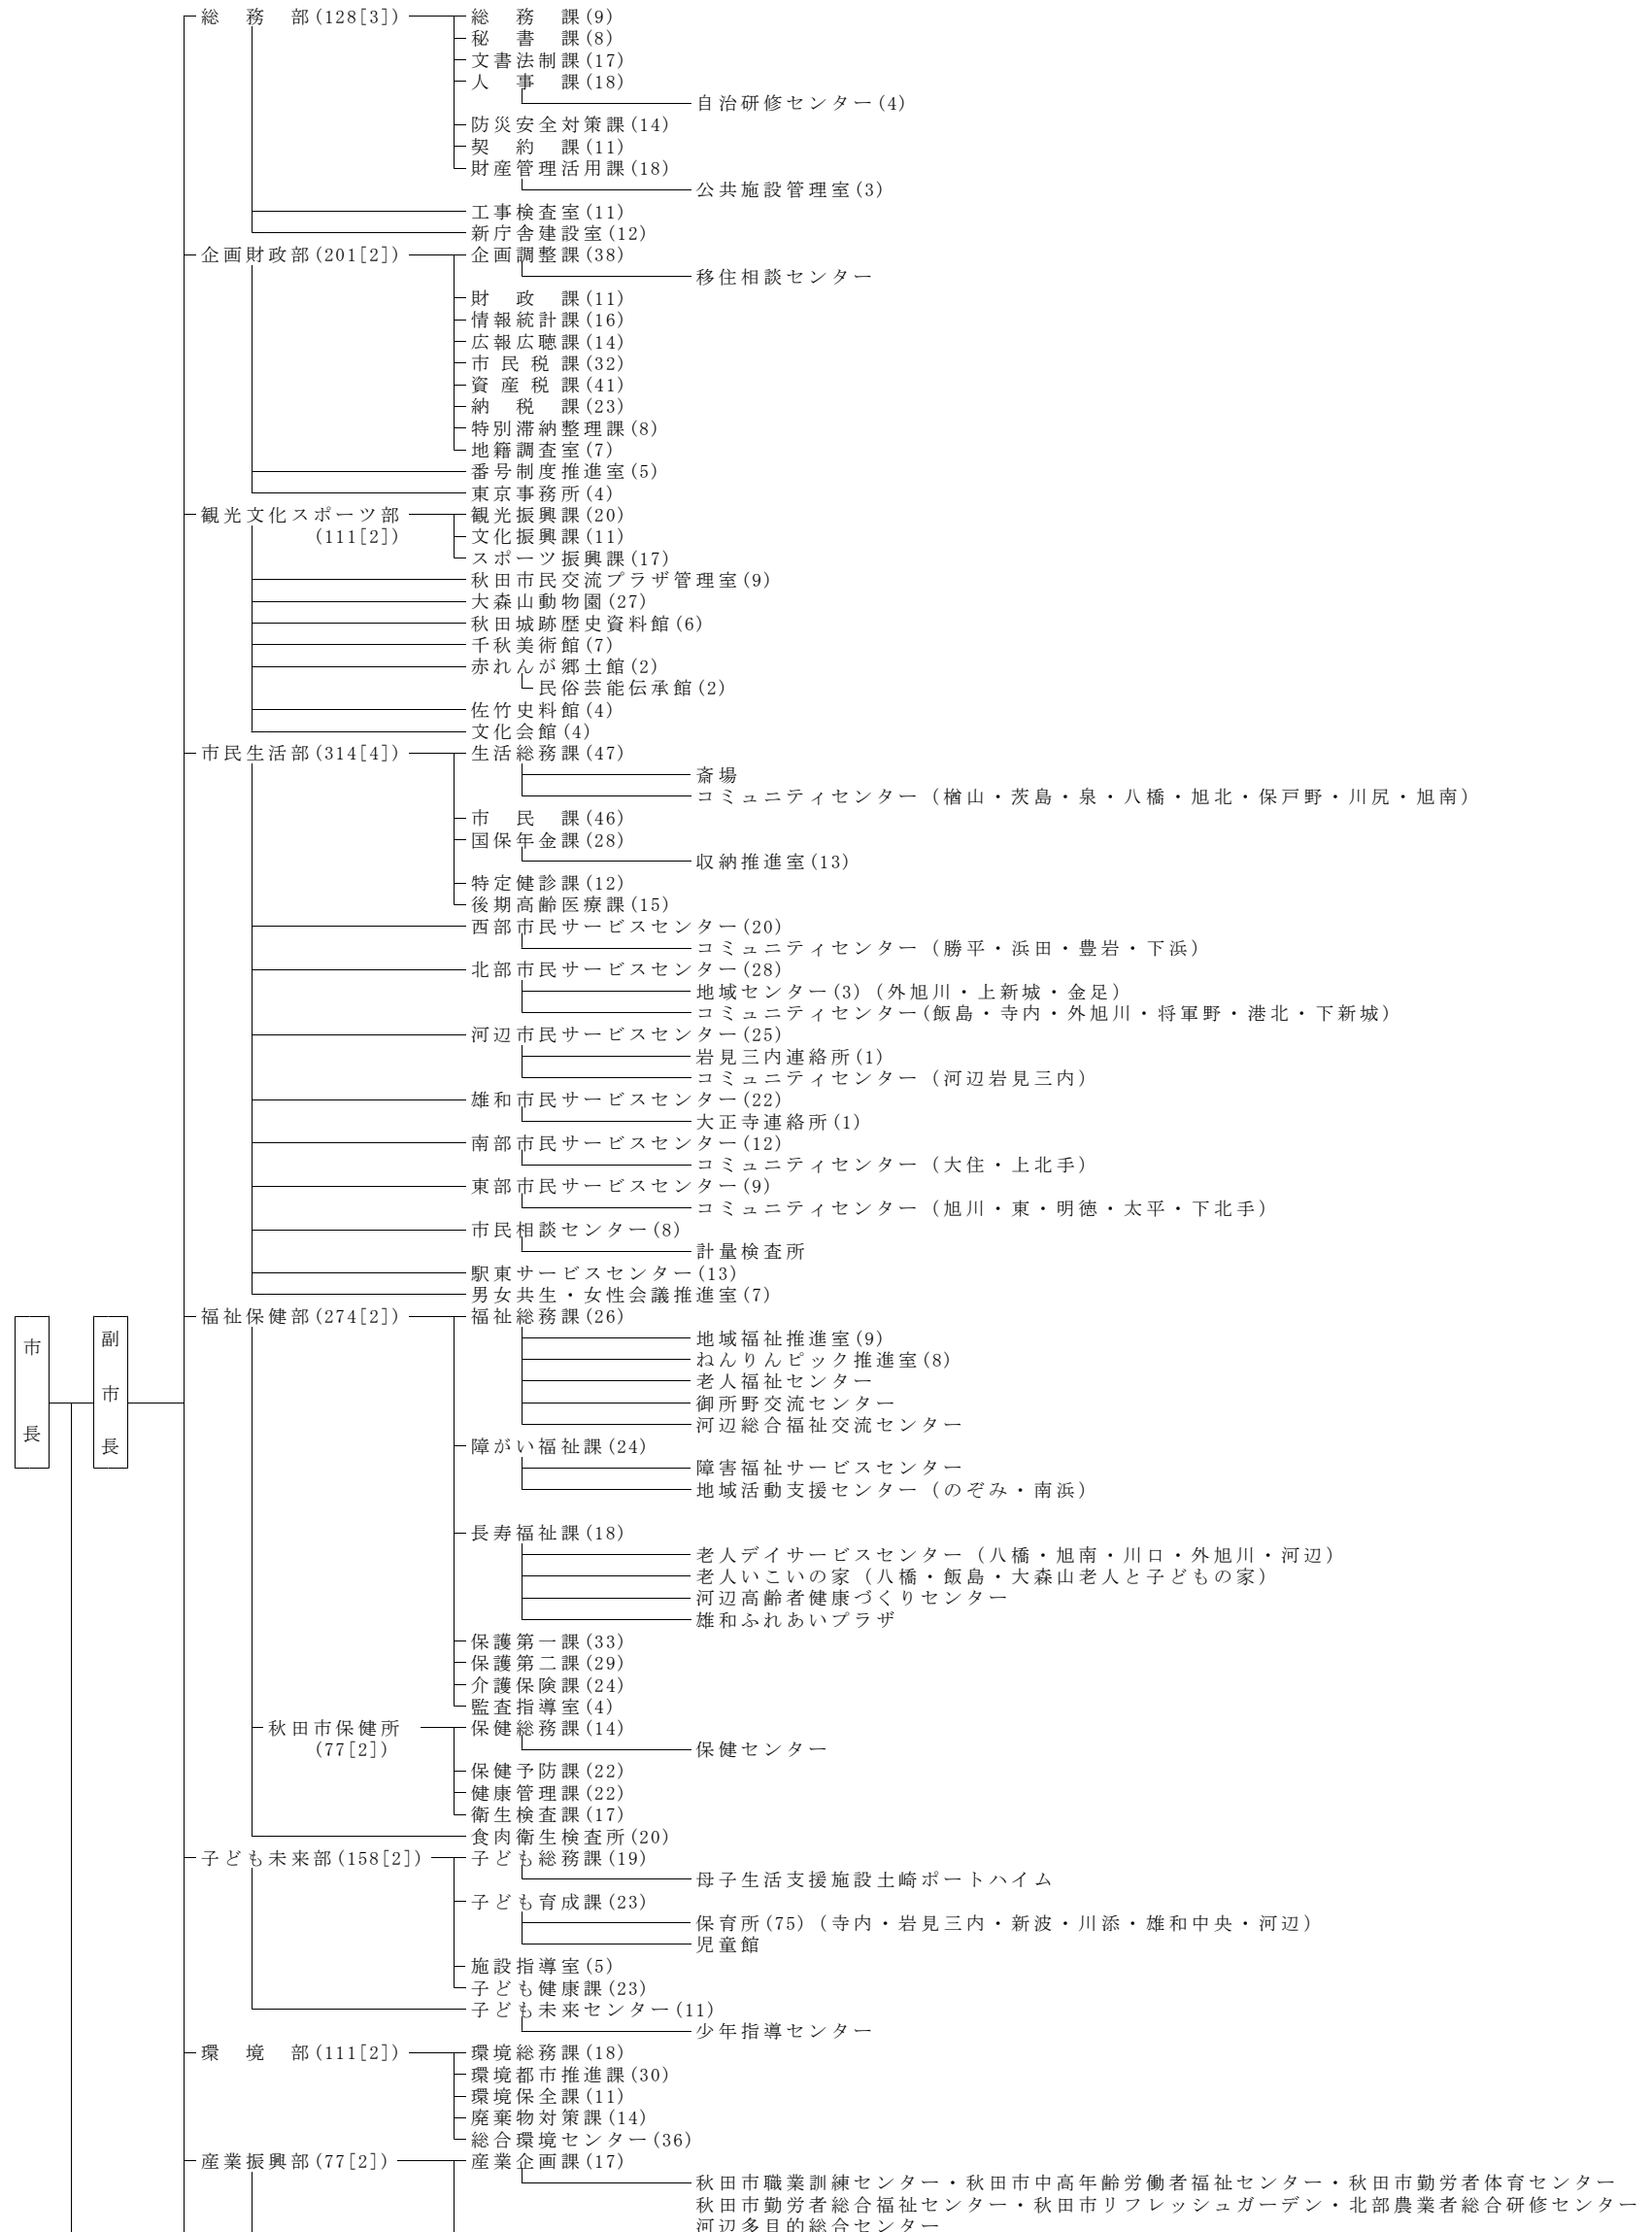 総　務　部(128[3]) 総　務　課(9)
秘　書　課(8)
文書法制課(17)
人　事　課(18)
自治研修センター(4)
防災安全対策課(14)
契　約　課(11)
財産管理活用課(18)
公共施設管理室(3)
工事検査室(11)
新庁舎建設室(12)
企画財政部(201[2]) 企画調整課(38)
移住相談センター
財　政　課(11)
情報統計課(16)
広報広聴課(14)
市 民 税 課(32)
資 産 税 課(41)
納　税　課(23)
特別滞納整理課(8)
地籍調査室(7)
番号制度推進室(5)
東京事務所(4)
観光文化スポーツ部 観光振興課(20)
(111[2]) 文化振興課(11)
スポーツ振興課(17)
秋田市民交流プラザ管理室(9)
大森山動物園(27)
秋田城跡歴史資料館(6)
千秋美術館(7)
赤れんが郷土館(2)
民俗芸能伝承館(2)
佐竹史料館(4)
文化会館(4)
市民生活部(314[4]) 生活総務課(47)
斎場
コミュニティセンター（楢山・茨島・泉・八橋・旭北・保戸野・川尻・旭南）
市　民　課(46)
国保年金課(28)
収納推進室(13)
特定健診課(12)
後期高齢医療課(15)
西部市民サービスセンター(20)
コミュニティセンター（勝平・浜田・豊岩・下浜）
北部市民サービスセンター(28)
地域センター(3)（外旭川・上新城・金足）
コミュニティセンター(飯島・寺内・外旭川・将軍野・港北・下新城）
河辺市民サービスセンター(25)
岩見三内連絡所(1)
コミュニティセンター（河辺岩見三内）
雄和市民サービスセンター(22)
大正寺連絡所(1)
南部市民サービスセンター(12)
コミュニティセンター（大住・上北手）
東部市民サービスセンター(9)
コミュニティセンター（旭川・東・明徳・太平・下北手）
市民相談センター(8)
計量検査所
駅東サービスセンター(13)
男女共生・女性会議推進室(7)
市長
副市長
福祉保健部(274[2]) 福祉総務課(26)
地域福祉推進室(9)
ねんりんピック推進室(8)
老人福祉センター
御所野交流センター
河辺総合福祉交流センター
障がい福祉課(24)
障害福祉サービスセンター
地域活動支援センター（のぞみ・南浜）
長寿福祉課(18)
老人デイサービスセンター（八橋・旭南・川口・外旭川・河辺）
老人いこいの家（八橋・飯島・大森山老人と子どもの家）
河辺高齢者健康づくりセンター
雄和ふれあいプラザ
保護第一課(33)
保護第二課(29)
介護保険課(24)
監査指導室(4)
秋田市保健所 保健総務課(14)
(77[2]) 保健センター
保健予防課(22)
健康管理課(22)
衛生検査課(17)
食肉衛生検査所(20)
子ども未来部(158[2]) 子ども総務課(19)
母子生活支援施設土崎ポートハイム
子ども育成課(23)
保育所(75)（寺内・岩見三内・新波・川添・雄和中央・河辺）
児童館
施設指導室(5)
子ども健康課(23)
子ども未来センター(11)
少年指導センター
環　境　部(111[2]) 環境総務課(18)
環境都市推進課(30)
環境保全課(11)
廃棄物対策課(14)
総合環境センター(36)
産業振興部(77[2]) 産業企画課(17)
秋田市職業訓練センター・秋田市中高年齢労働者福祉センター・秋田市勤労者体育センター
秋田市勤労者総合福祉センター・秋田市リフレッシュガーデン・北部農業者総合研修センター
河辺多目的総合センター